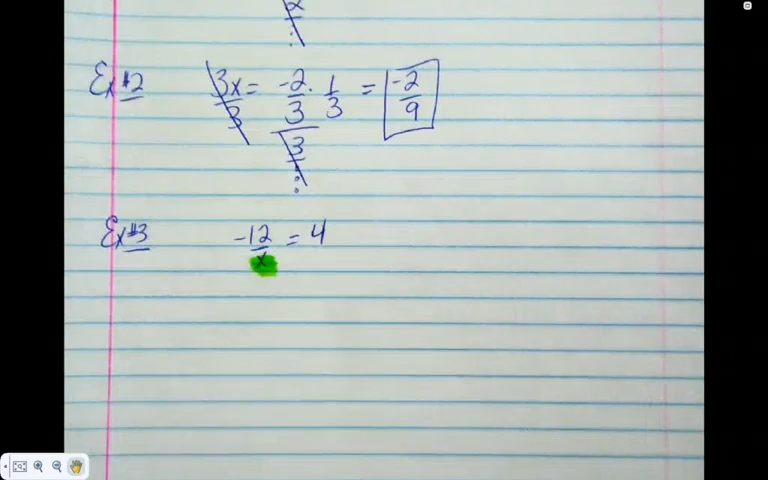 Ex #2 3x/3 = -2/3 · 1/3 = -2/9
3
Ex #3 -12/x = 4